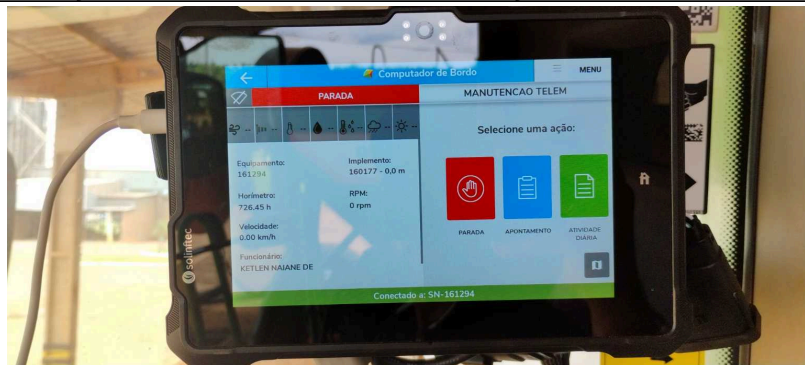 Computador de Bordo
MENU
PARADA
MANUTENCAO TELEM
-- -- -- -- -- -- --
Selecione uma ação:
Equipamento:
161294
Implemento:
160177 - 0,0 m
Horímetro:
726.45 h
RPM:
0 rpm
Velocidade:
0.00 km/h
Funcionário:
KETLEN NAIANE DE
PARADA
APONTAMENTO
ATIVIDADE
DIÁRIA
Conectado a: SN-161294
solinftec